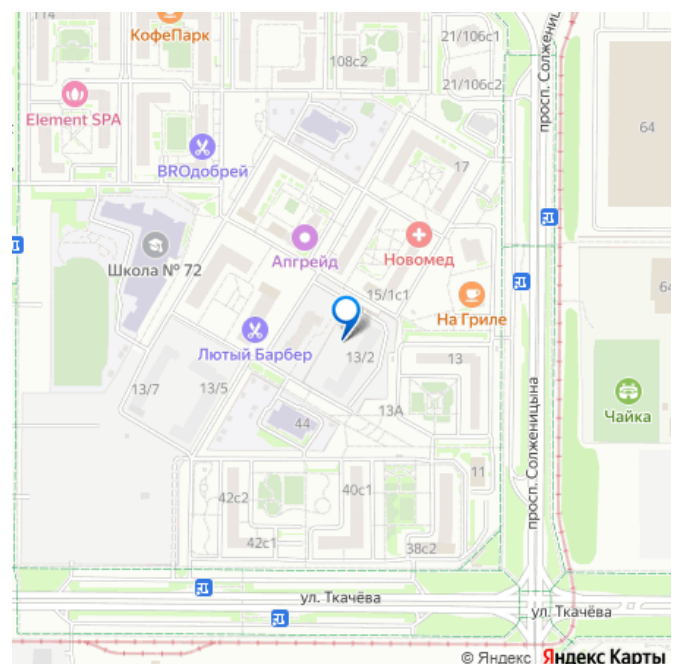 114
КофеПарк
108с2
21/106с1
21/106с2
просп. Солженицы
64
Element SPA
BROдобрей
17
Школа № 72
Апгрейд
Новомед
15/1с1
64
На Гриле
Лютый Барбер
13/2
13
13/7
13/5
13А
Чайка
44
просп. Солженицына
11
42с2
40с1
42с1
38с2
ул. Ткачёва
ул. Ткачёва
© Яндекс Яндекс Карты